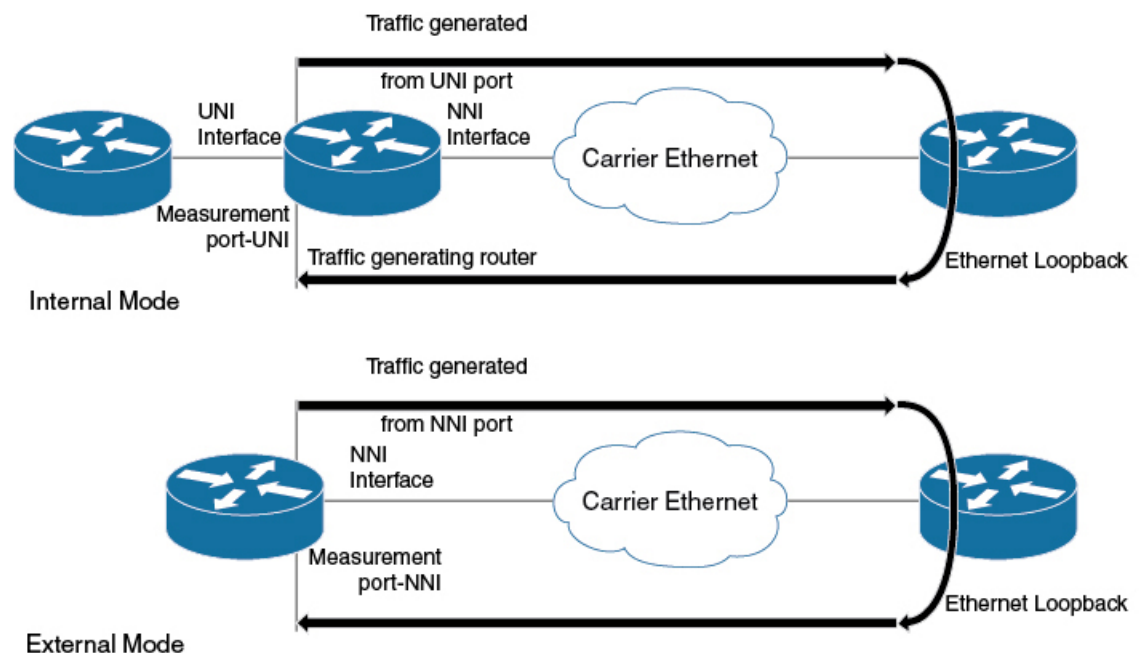 Traffic generated
from UNI port
UNI
Interface
NNI
Interface
Carrier Ethernet
Measurement
port-UNI
Traffic generating router
Ethernet Loopback
Internal Mode
Traffic generated
from NNI port
NNI
Interface
Carrier Ethernet
Measurement
port-NNI
Ethernet Loopback
External Mode